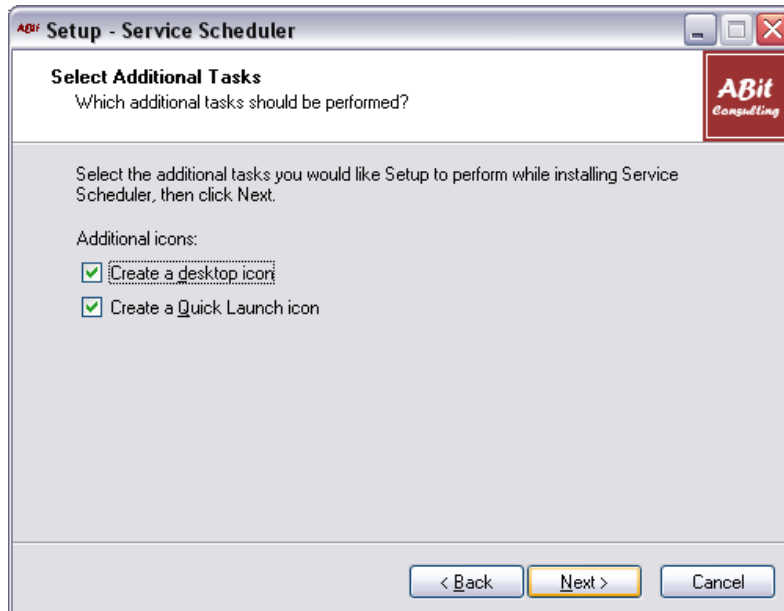 ABit Setup - Service Scheduler
Select Additional Tasks
Which additional tasks should be performed?
ABit
Consulting
Select the additional tasks you would like Setup to perform while installing Service
Scheduler, then click Next.
Additional icons:
Create a desktop icon
Create a Quick Launch icon
< Back
Next >
Cancel